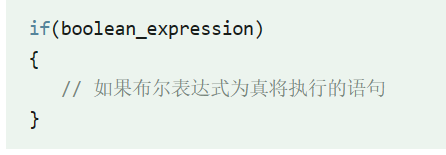 if(boolean_expression)
{
   // 如果布尔表达式为真将执行的语句
}